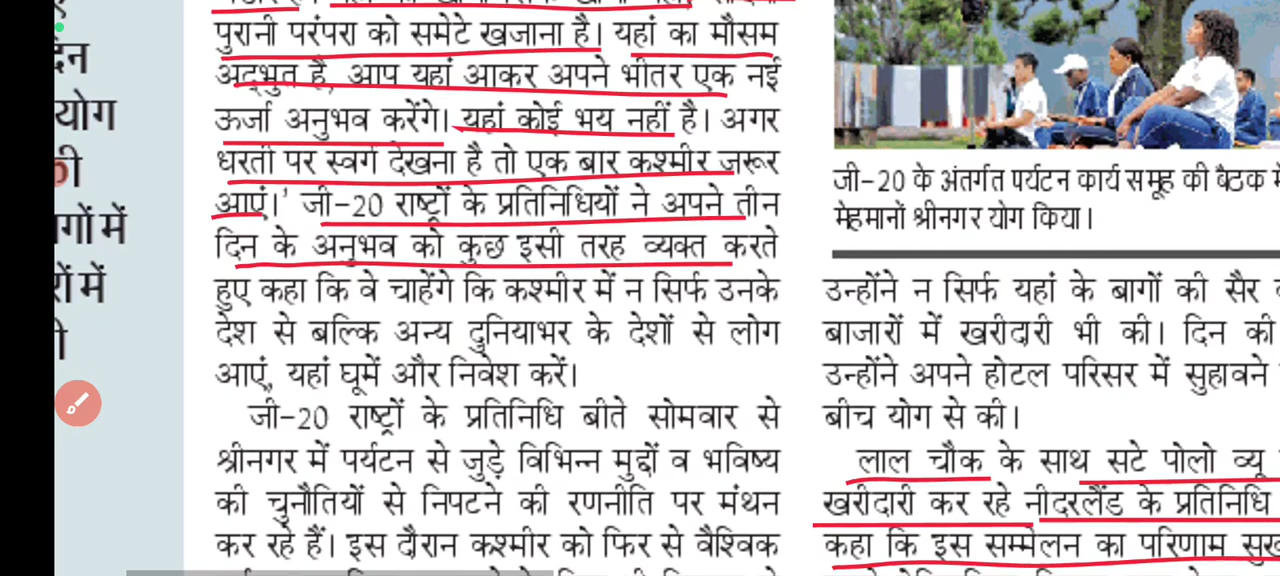 दिन
योग
की
पुरानी परंपरा को समेटे खजाना है। यहां का मौसम
अद्भुत है, आप यहां आकर अपने भीतर एक नई
ऊर्जा अनुभव करेंगे। यहां कोई भय नहीं है। अगर
धरती पर स्वर्ग देखना है तो एक बार कश्मीर जरूर
आएं।' जी-20 राष्ट्रों के प्रतिनिधियों ने अपने तीन
दिन के अनुभव को कुछ इसी तरह व्यक्त करते
हुए कहा कि वे चाहेंगे कि कश्मीर में न सिर्फ उनके
देश से बल्कि अन्य दुनियाभर के देशों से लोग
आएं, यहां घूमें और निवेश करें।
जी-20 राष्ट्रों के प्रतिनिधि बीते सोमवार से
श्रीनगर में पर्यटन से जुड़े विभिन्न मुद्दों व भविष्य
की चुनौतियों से निपटने की रणनीति पर मंथन
कर रहे हैं। इस दौरान कश्मीर को फिर से वैश्विक
जी-20 के अंतर्गत पर्यटन कार्य समूह की बैठक
मेहमानों श्रीनगर योग किया।
उन्होंने न सिर्फ यहां के बागों की सैर
बाजारों में खरीदारी भी की। दिन की
उन्होंने अपने होटल परिसर में सुहावने
बीच योग से की।
लाल चौक के साथ सटे पोलो व्यू
खरीदारी कर रहे नीदरलैंड के प्रतिनिधि
कहा कि इस सम्मेलन का परिणाम